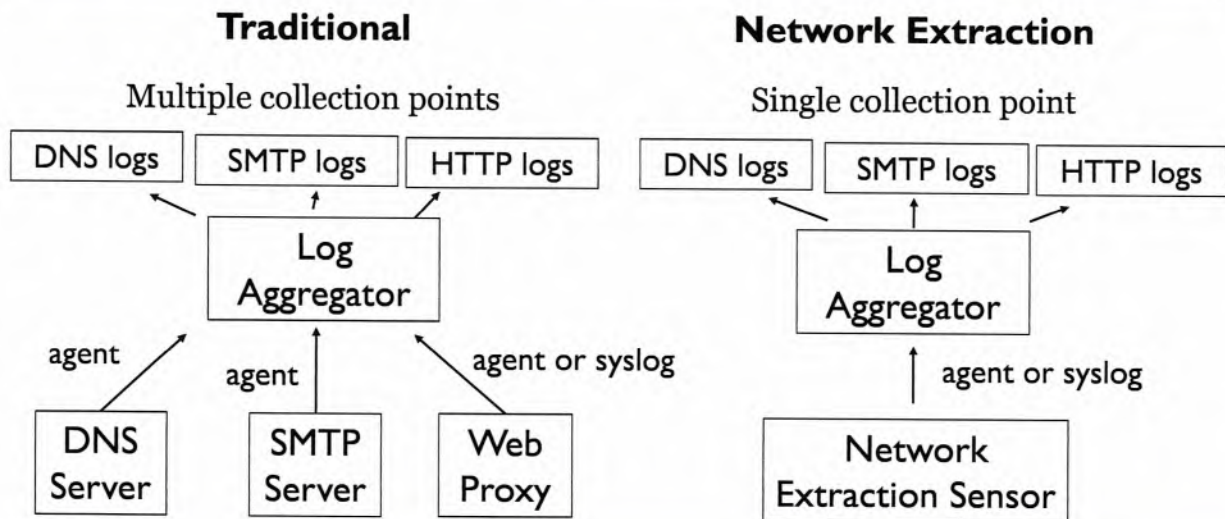 Traditional
Network Extraction
Multiple collection points
Single collection point
DNS logs
SMTP logs
HTTP logs
DNS logs
SMTP logs
HTTP logs
Log
Aggregator
Log
Aggregator
agent
agent
agent or syslog
agent or syslog
DNS
Server
SMTP
Server
Web
Proxy
Network
Extraction Sensor